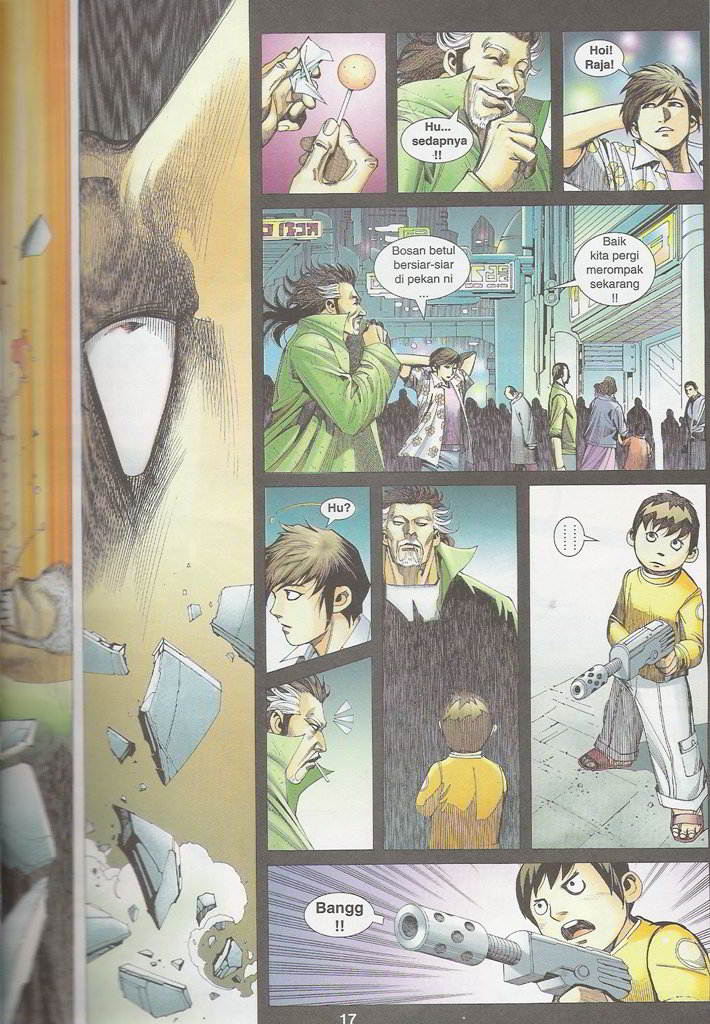 Hu...
sedapnya
!!
Hoi!
Raja!
Bosan betul
bersiar-siar
di pekan ni
...
Baik
kita pergi
merompak
sekarang
!!
Hu?
Bangg
!!
17